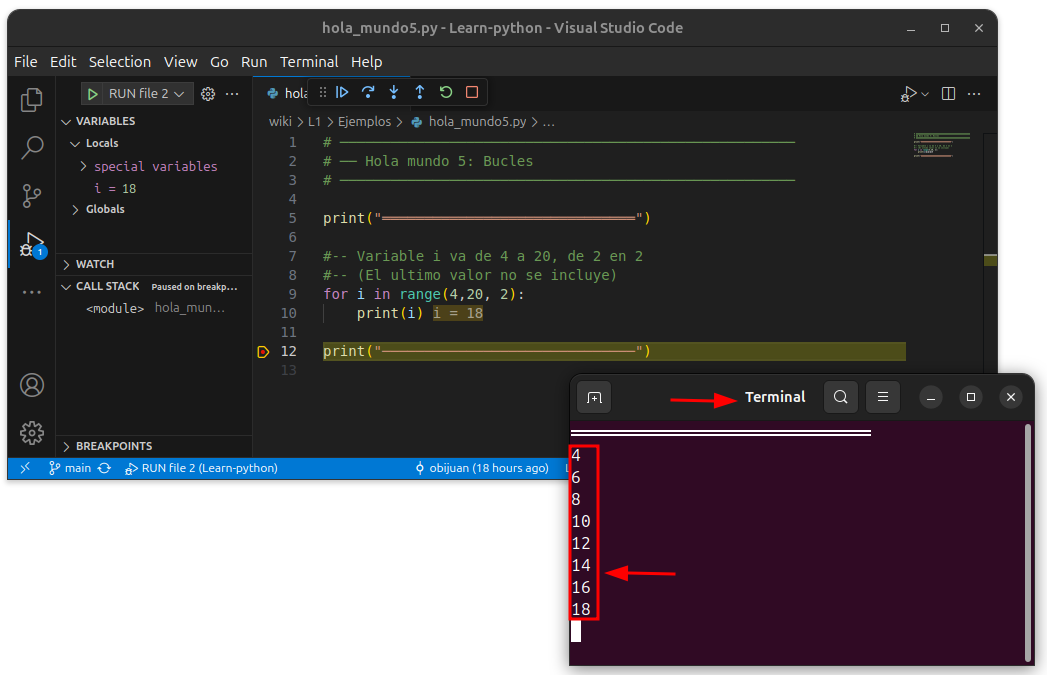 hola_mundo5.py - Learn-python - Visual Studio Code
File Edit Selection View Go Run Terminal Help
RUN file 2
hola
VARIABLES
Locals
special variables
i = 18
Globals
WATCH
CALL STACK Paused on breakp...
<module> hola_mun...
BREAKPOINTS
wiki > L1 > Ejemplos > hola_mundo5.py > ...
1 # ──────────────────────────────
2 # ── Hola mundo 5: Bucles
3 # ──────────────────────────────
4
5 print("══════════════════════════════")
6
7 #-- Variable i va de 4 a 20, de 2 en 2
8 #-- (El ultimo valor no se incluye)
9 for i in range(4,20, 2):
10 print(i) i = 18
11
12 print("──────────────────────────────")
13
main RUN file 2 (Learn-python) obijuan (18 hours ago)
1
Terminal
4
6
8
10
12
14
16
18